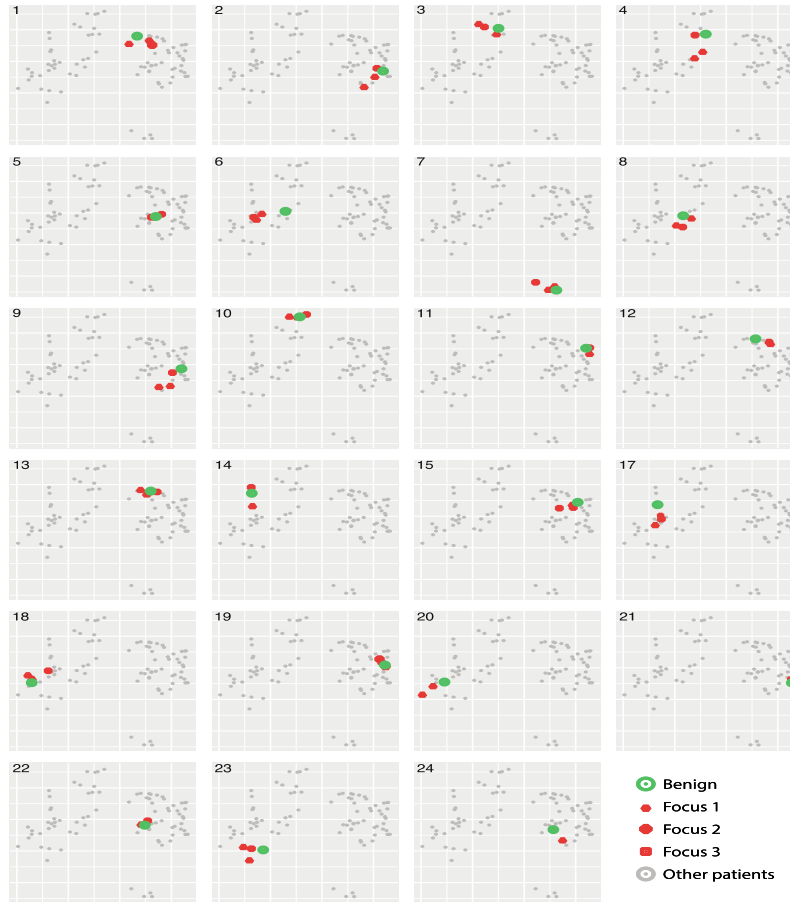 1 2 3 4
5 6 7 8
9 10 11 12
13 14 15 17
18 19 20 21
22 23 24
Benign
Focus 1
Focus 2
Focus 3
Other patients